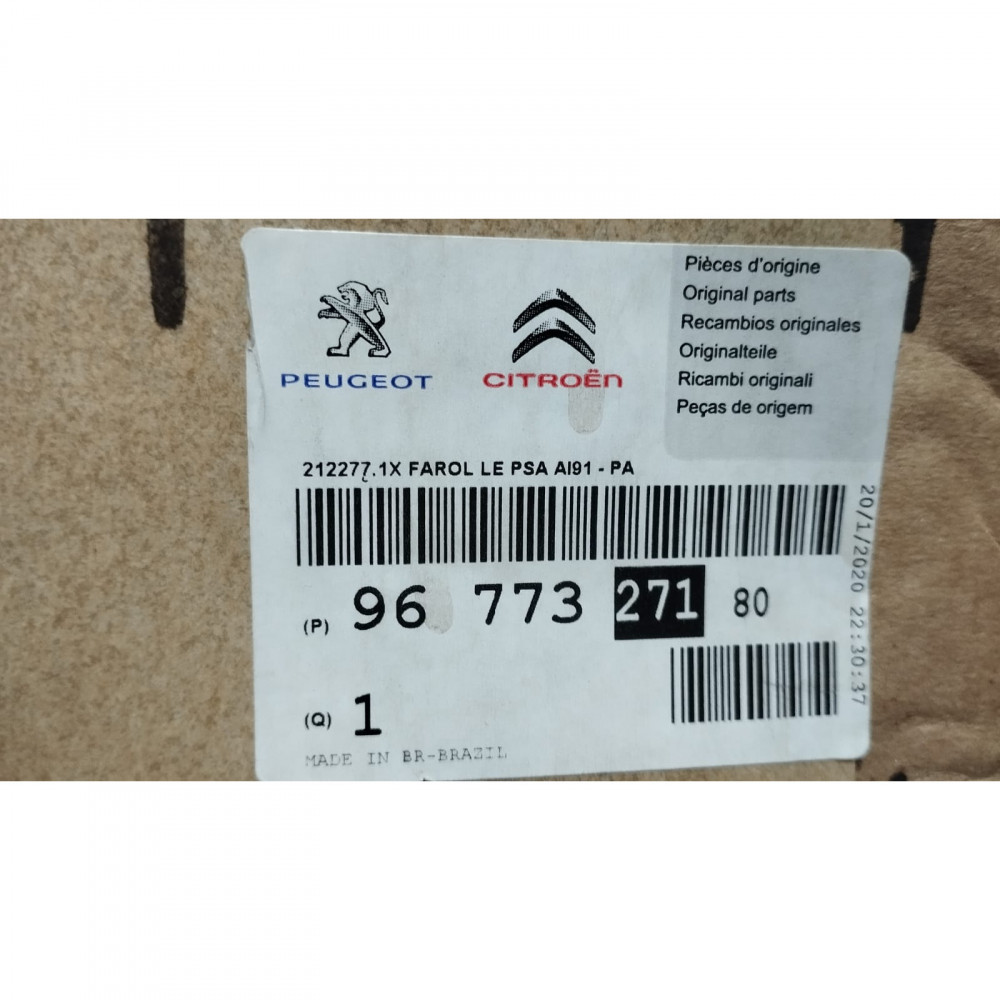 PEUGEOT
CITROËN
Pièces d'origine
Original parts
Recambios originales
Originalteile
Ricambi originali
Peças de origem
212277.1X FAROL LE PSA AI91 - PA
(P) 96 773 271 80
(Q) 1
MADE IN BR-BRAZIL
20/1/2020 22:30:37